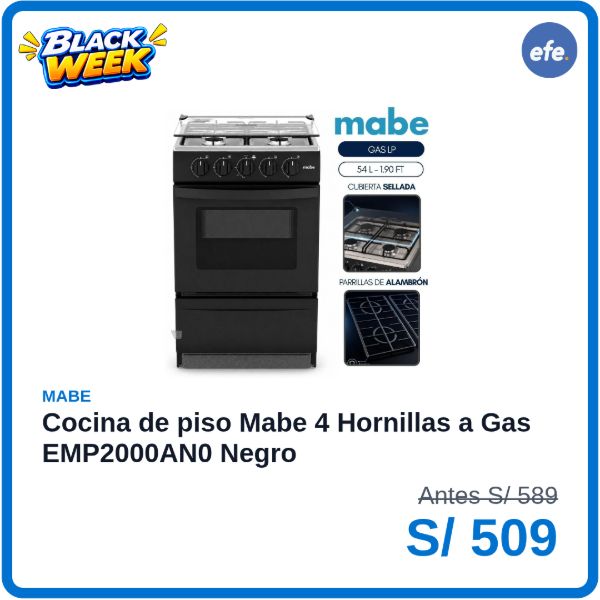 BLACK
WEEK
efe.
mabe
GAS LP
54 L - 1.90 FT
CUBIERTA SELLADA
mabe
PARRILLAS DE ALAMBRÓN
MABE
Cocina de piso Mabe 4 Hornillas a Gas
EMP2000AN0 Negro
Antes S/ 589
S/ 509